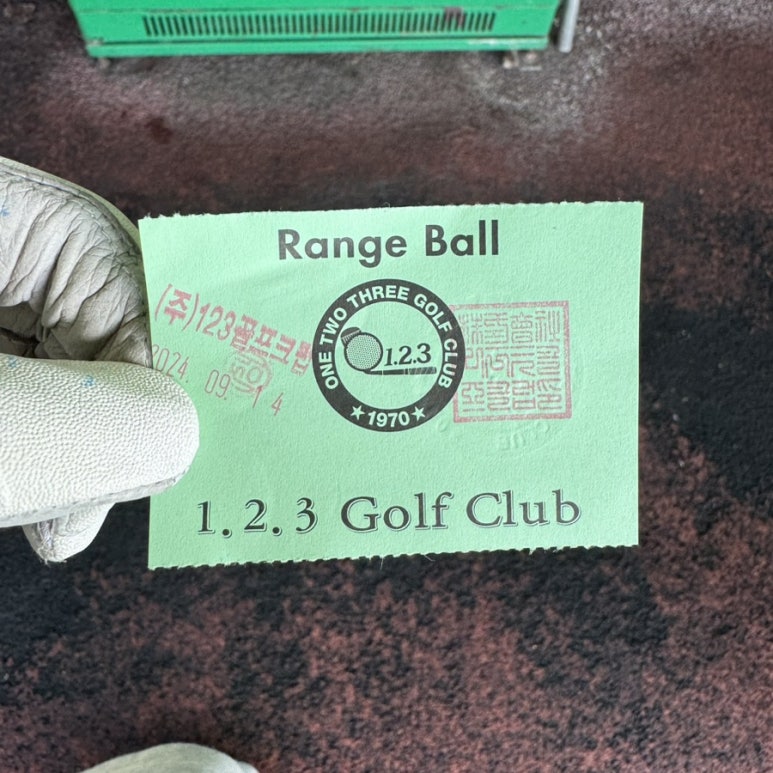 Range Ball
(주)123골프크럽
2024. 09. 14
ONE TWO THREE GOLF CLUB
1.2.3
★1970★
1.2.3 Golf Club